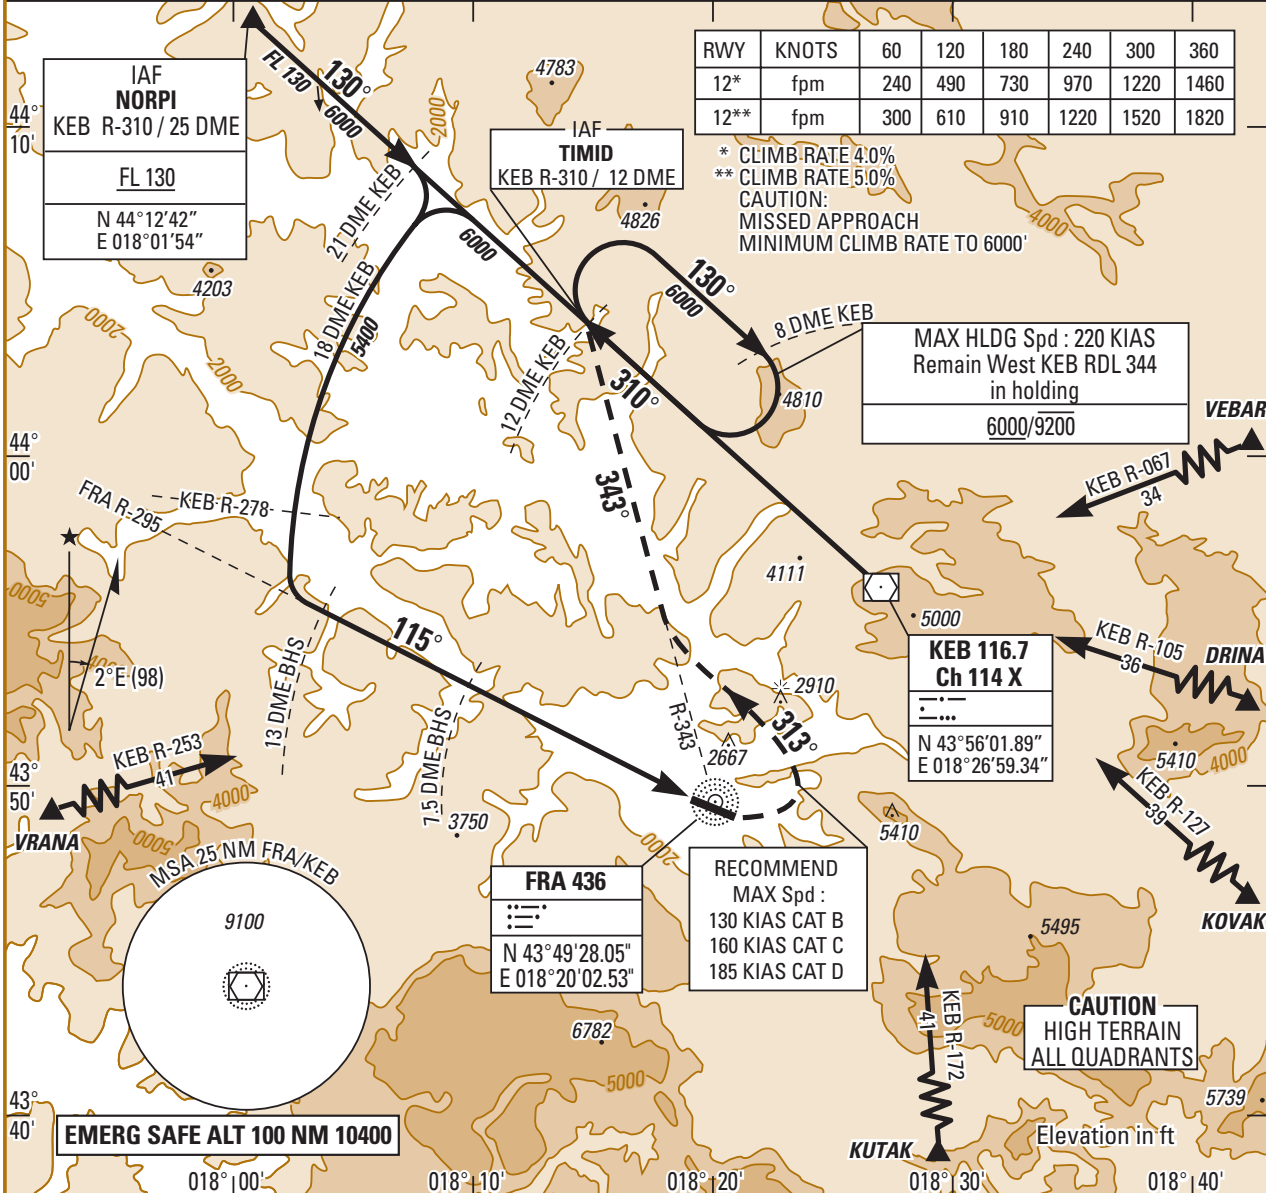 IAF
NORPI
KEB R-310 / 25 DME
FL 130
N 44°12'42"
E 018°01'54"
FL 130
130°
6000
4783
2000
RWY KNOTS 60 120 180 240 300 360
12* fpm 240 490 730 970 1220 1460
12** fpm 300 610 910 1220 1520 1820
* CLIMB RATE 4.0%
** CLIMB RATE 5.0%
CAUTION:
MISSED APPROACH
MINIMUM CLIMB RATE TO 6000'
44°
10'
IAF
TIMID
KEB R-310 / 12 DME
4826
4000
21 DME KEB
6000
4203
18 DME KEB
5400
2000
2000
130°
6000
8 DME KEB
12 DME KEB
310°
4810
MAX HLDG Spd : 220 KIAS
Remain West KEB RDL 344
in holding
6000/9200
VEBAR
KEB R-067
34
44°
00'
FRA R-295
KEB R-278
343°
4111
5000
5000
4000
2°E (98)
115°
13 DME BHS
7.5 DME BHS
R-343
2910
313°
2667
KEB 116.7
Ch 114 X
N 43°56'01.89"
E 018°26'59.34"
KEB R-105
36
DRINA
5410
4000
KEB R-127
39
KOVAK
43°
50'
KEB R-253
41
VRANA
4000
5000
3750
2000
5410
MSA 25 NM FRA/KEB
9100
FRA 436
N 43°49'28.05"
E 018°20'02.53"
RECOMMEND
MAX Spd :
130 KIAS CAT B
160 KIAS CAT C
185 KIAS CAT D
5495
6782
5000
KEB R-172
41
KUTAK
5000
CAUTION
HIGH TERRAIN
ALL QUADRANTS
5739
43°
40'
EMERG SAFE ALT 100 NM 10400
Elevation in ft
018° 00' 018° 10' 018° 20' 018° 30' 018° 40'